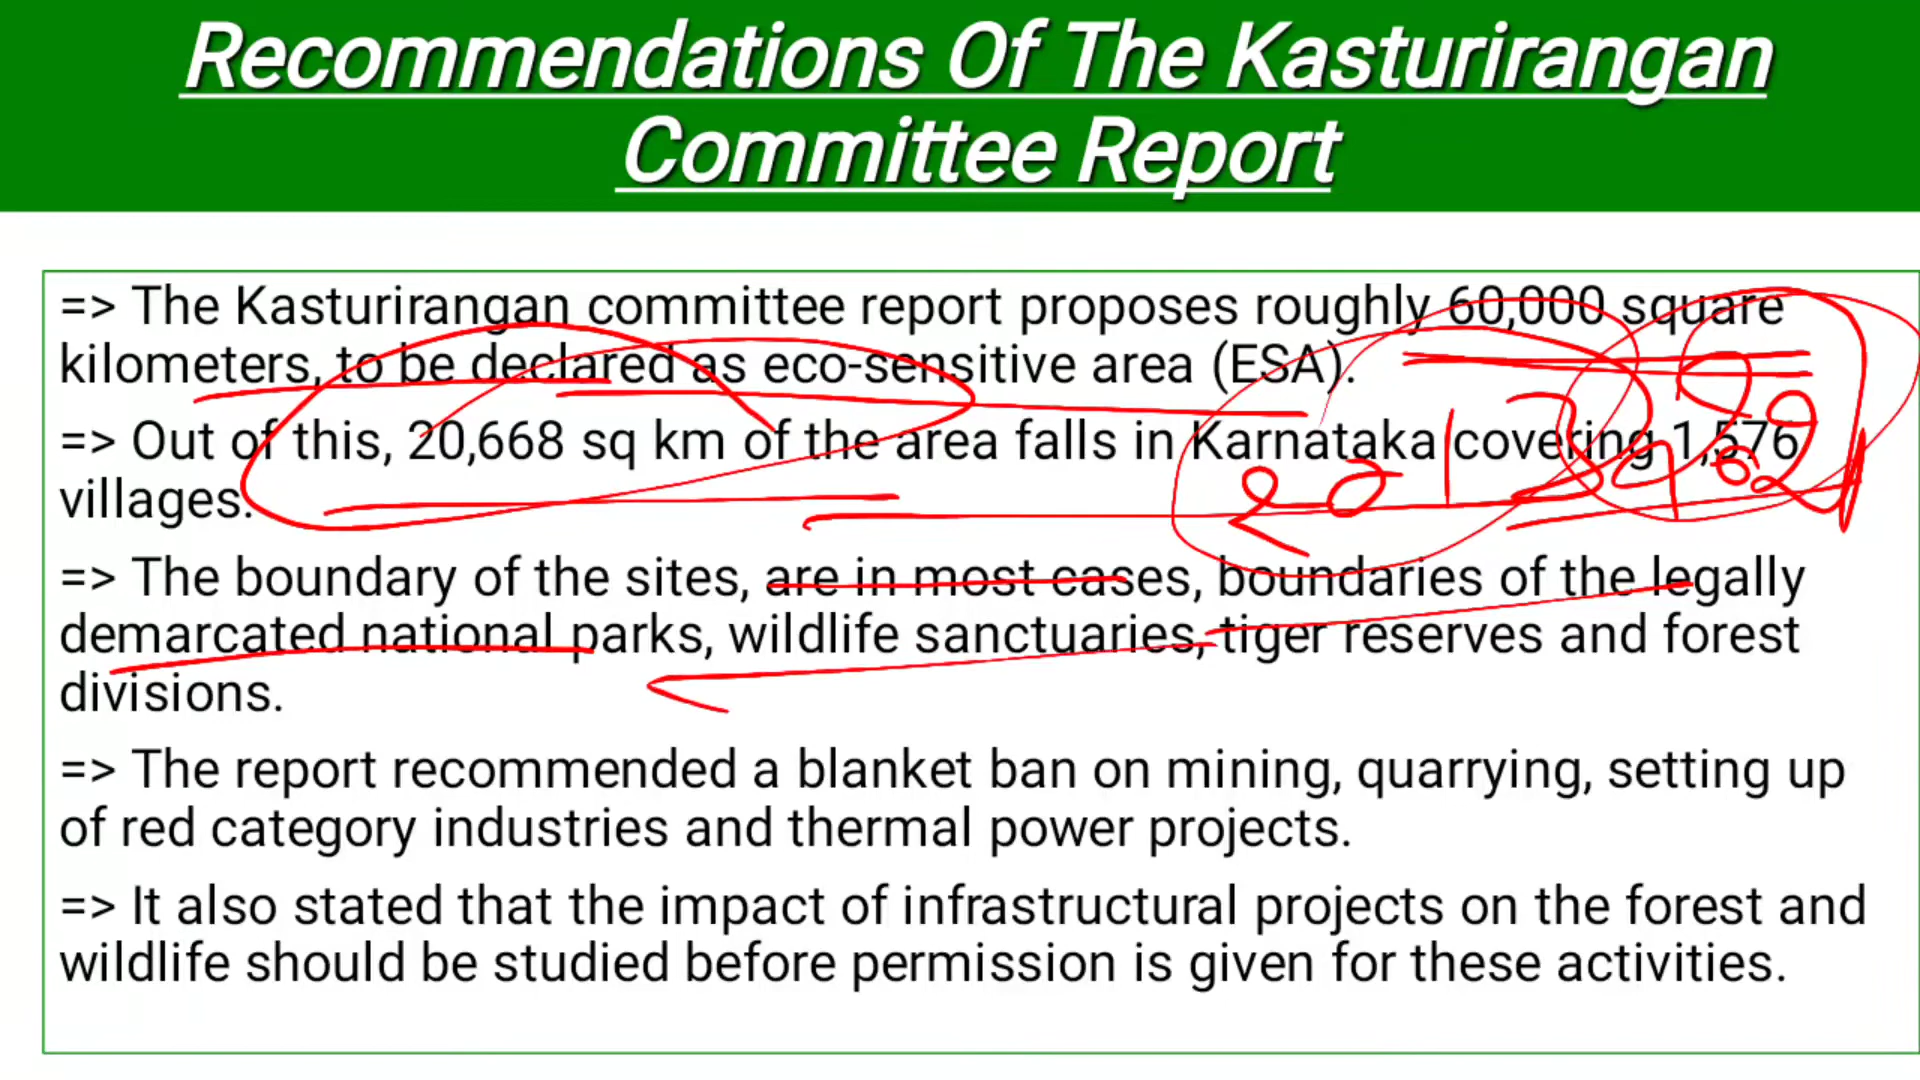 Recommendations Of The Kasturirangan
Committee Report
=> The Kasturirangan committee report proposes roughly 60,000 square
kilometers, to be declared as eco-sensitive area (ESA).
=> Out of this, 20,668 sq km of the area falls in Karnataka covering 1,576
villages.
=> The boundary of the sites, are in most cases, boundaries of the legally
demarcated national parks, wildlife sanctuaries, tiger reserves and forest
divisions.
=> The report recommended a blanket ban on mining, quarrying, setting up
of red category industries and thermal power projects.
=> It also stated that the impact of infrastructural projects on the forest and
wildlife should be studied before permission is given for these activities.